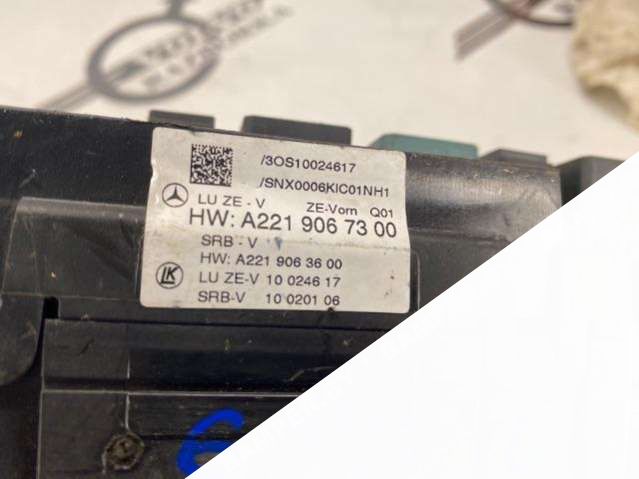 /3OS10024617
/SNX0006KIC01NH1
LU ZE - V ZE-Vorn Q01
HW: A221 906 73 00
SRB - V
HW: A221 906 36 00
LK LU ZE-V 10 0246 17
SRB-V 10 0201 06